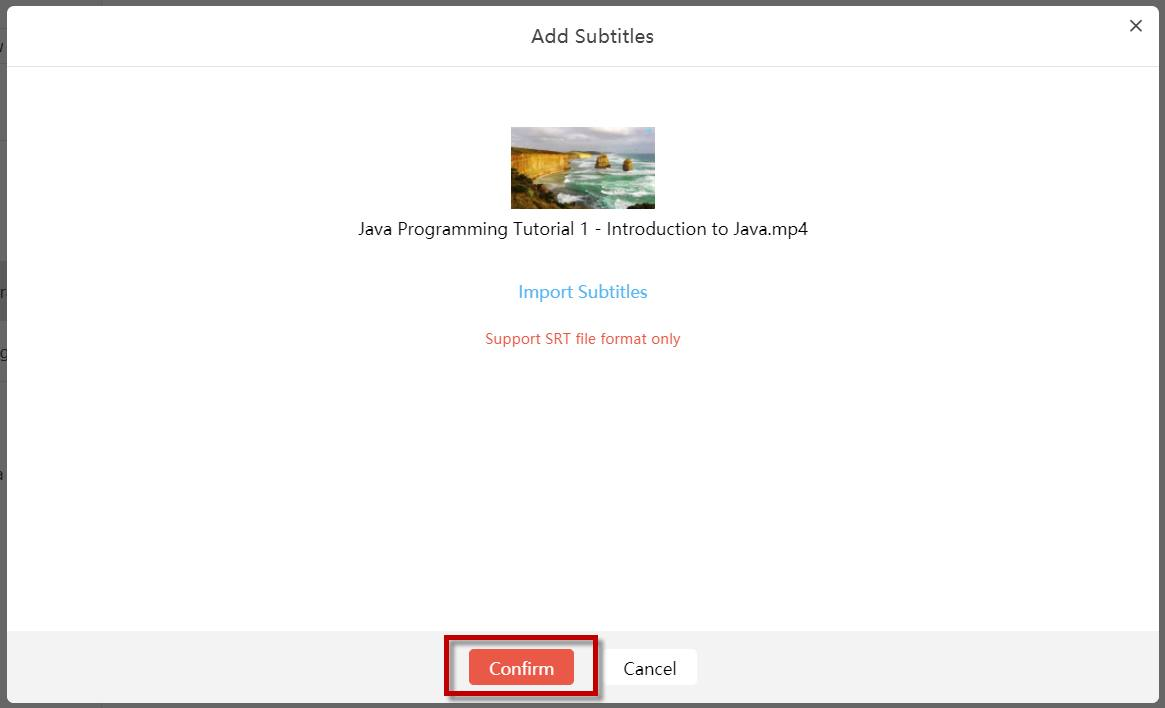 Add Subtitles
Java Programming Tutorial 1 - Introduction to Java.mp4
Import Subtitles
Support SRT file format only
Confirm
Cancel